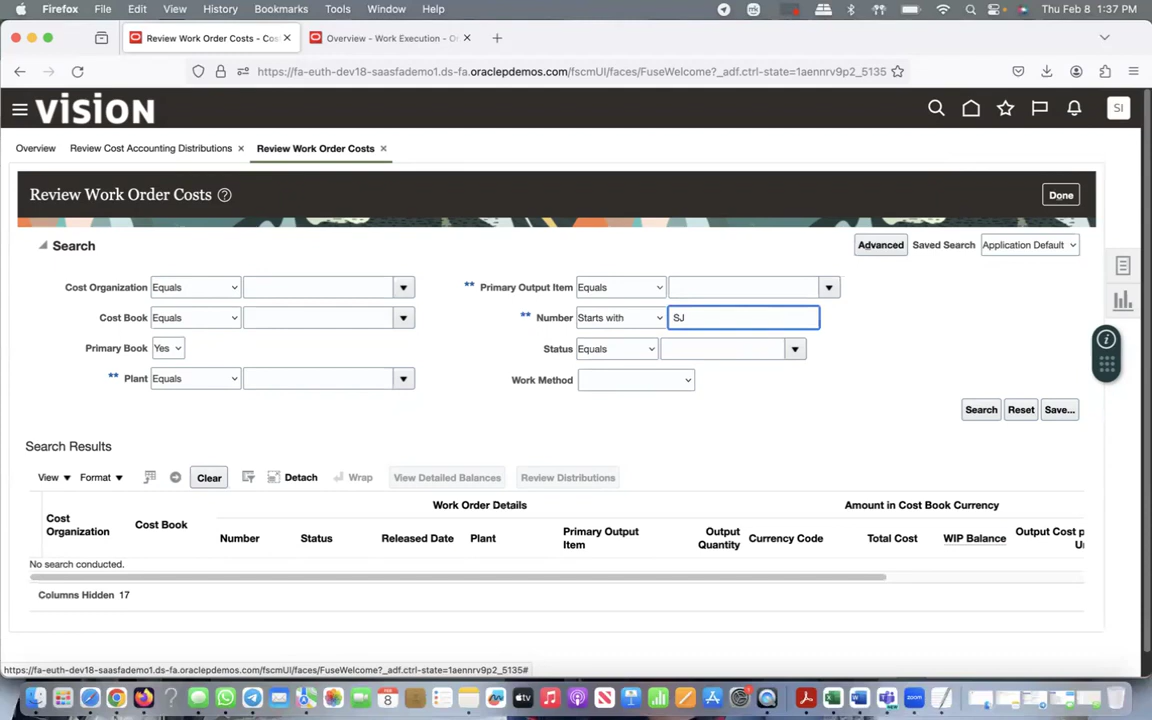 Firefox File Edit View History Bookmarks Tools Window Help Thu Feb 8 1:37 PM
Review Work Order Costs - Cos Overview - Work Execution - Or
https://fa-euth-dev18-saasfademo1.ds-fa.oraclepdemos.com/fscmUI/faces/FuseWelcome?_adf.ctrl-state=1aennrv9p2_5135
VISION SI
Overview Review Cost Accounting Distributions Review Work Order Costs
Review Work Order Costs Done
Search Advanced Saved Search Application Default
Cost Organization Equals ** Primary Output Item Equals
Cost Book Equals ** Number Starts with SJ
Primary Book Yes Status Equals
** Plant Equals Work Method
Search Reset Save...
Search Results
View Format Clear Detach Wrap View Detailed Balances Review Distributions
Work Order Details Amount in Cost Book Currency
Cost Organization Cost Book Number Status Released Date Plant Primary Output Item Output Quantity Currency Code Total Cost WIP Balance Output Cost p
No search conducted.
Columns Hidden 17
https://fa-euth-dev18-saasfademo1.ds-fa.oraclepdemos.com/fscmUI/faces/FuseWelcome?_adf.ctrl-state=1aennrv9p2_5135#